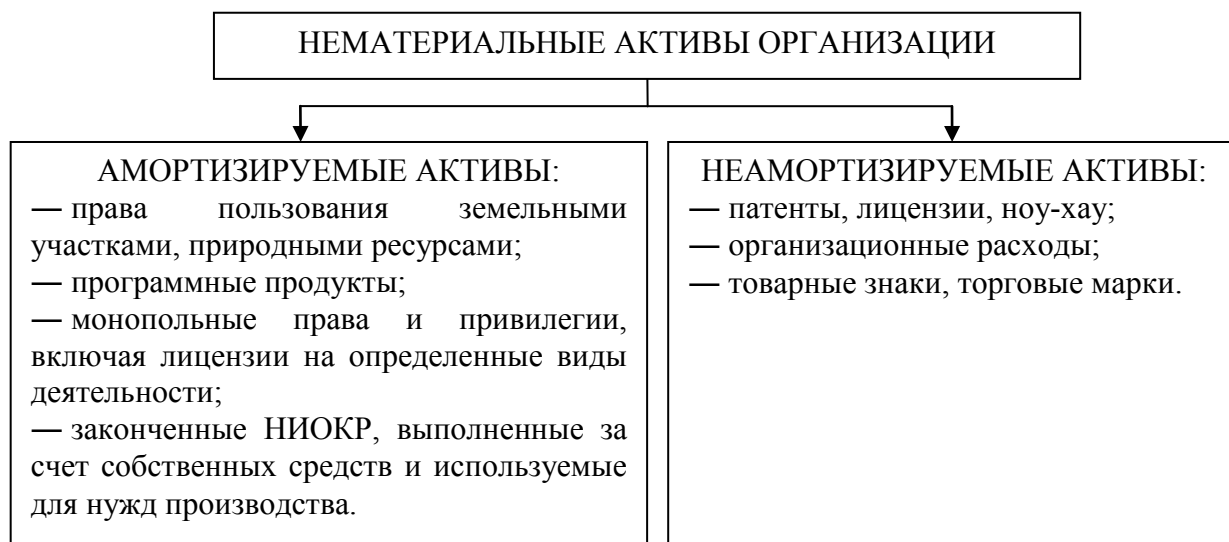 НЕМАТЕРИАЛЬНЫЕ АКТИВЫ ОРГАНИЗАЦИИ
АМОРТИЗИРУЕМЫЕ АКТИВЫ:
— права пользования земельными
участками, природными ресурсами;
— программные продукты;
— монопольные права и привилегии,
включая лицензии на определенные виды
деятельности;
— законченные НИОКР, выполненные за
счет собственных средств и используемые
для нужд производства.
НЕАМОРТИЗИРУЕМЫЕ АКТИВЫ:
— патенты, лицензии, ноу-хау;
— организационные расходы;
— товарные знаки, торговые марки.